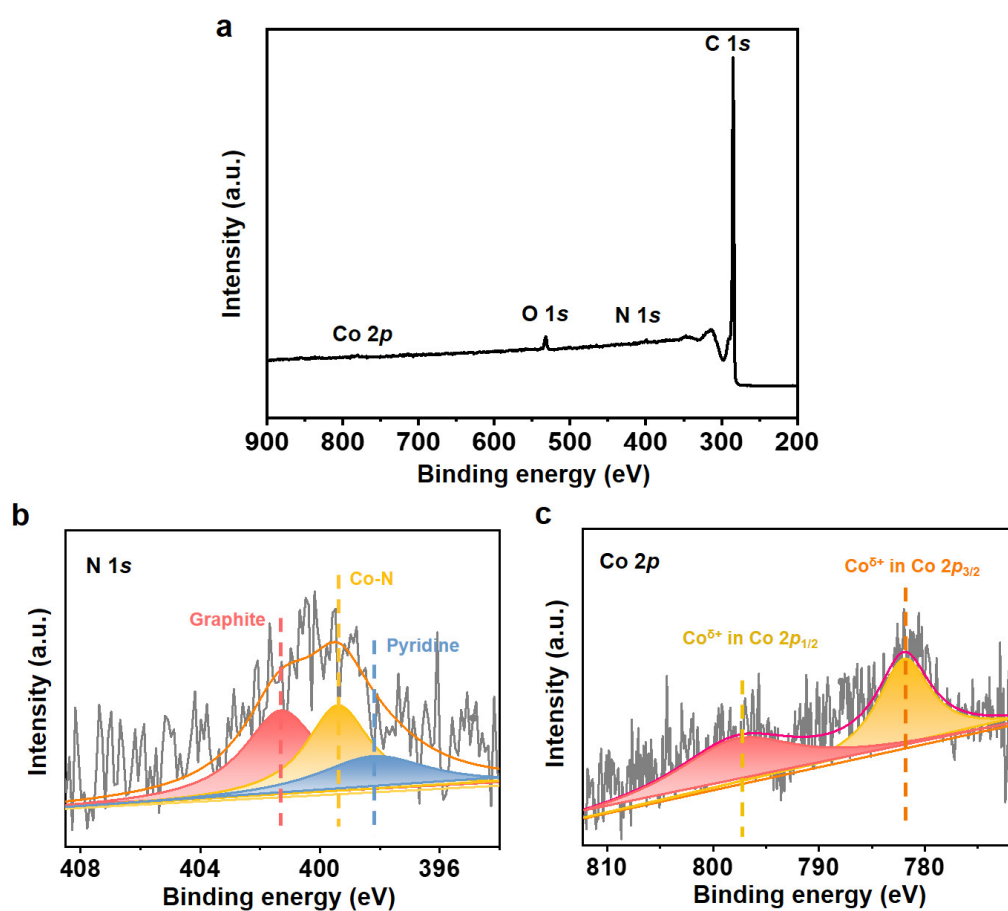 a
C 1s
O 1s
N 1s
Co 2p
Intensity (a.u.)
900 800 700 600 500 400 300 200
Binding energy (eV)
b
N 1s
Co-N
Graphite
Pyridine
Intensity (a.u.)
408 404 400 396
Binding energy (eV)
c
Co 2p
Coδ+ in Co 2p3/2
Coδ+ in Co 2p1/2
Intensity (a.u.)
810 800 790 780
Binding energy (eV)